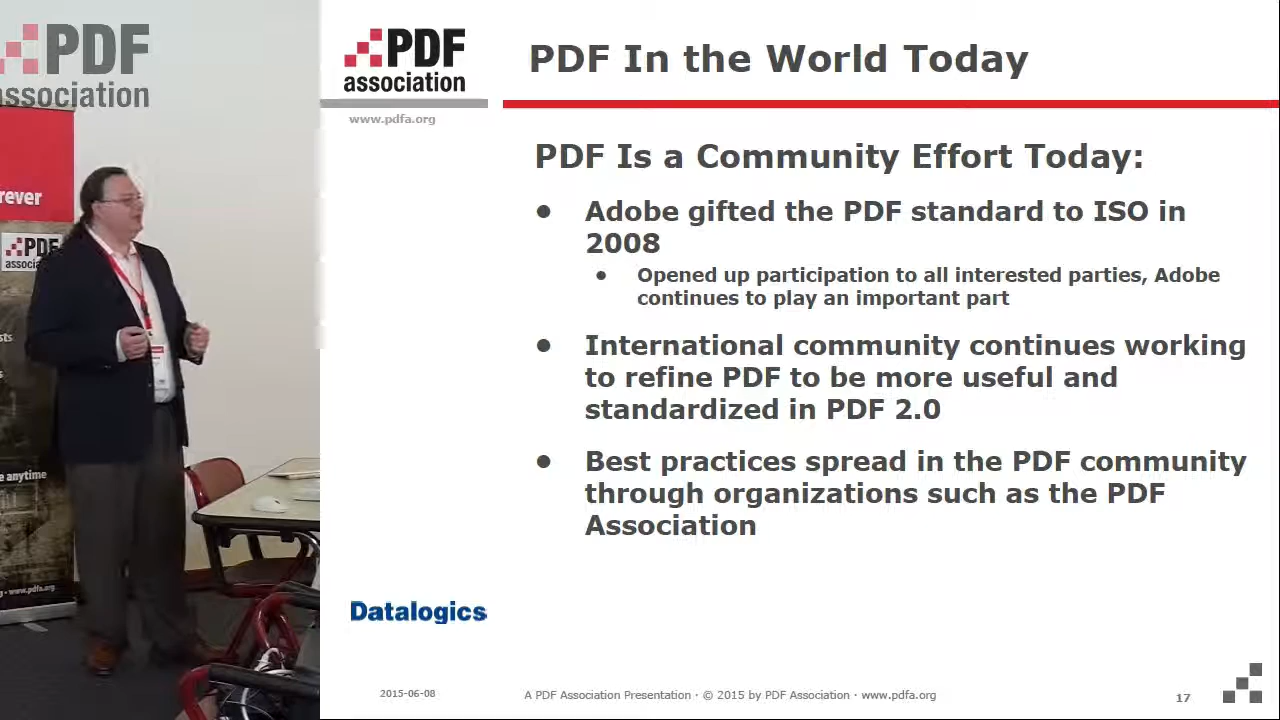 PDF
association
rever
PDF
sts
e anytime
www.pdfa.org
PDF
association
www.pdfa.org
PDF In the World Today
PDF Is a Community Effort Today:
• Adobe gifted the PDF standard to ISO in
2008
• Opened up participation to all interested parties, Adobe
continues to play an important part
• International community continues working
to refine PDF to be more useful and
standardized in PDF 2.0
• Best practices spread in the PDF community
through organizations such as the PDF
Association
Datalogics
2015-06-08
A PDF Association Presentation · © 2015 by PDF Association · www.pdfa.org
17